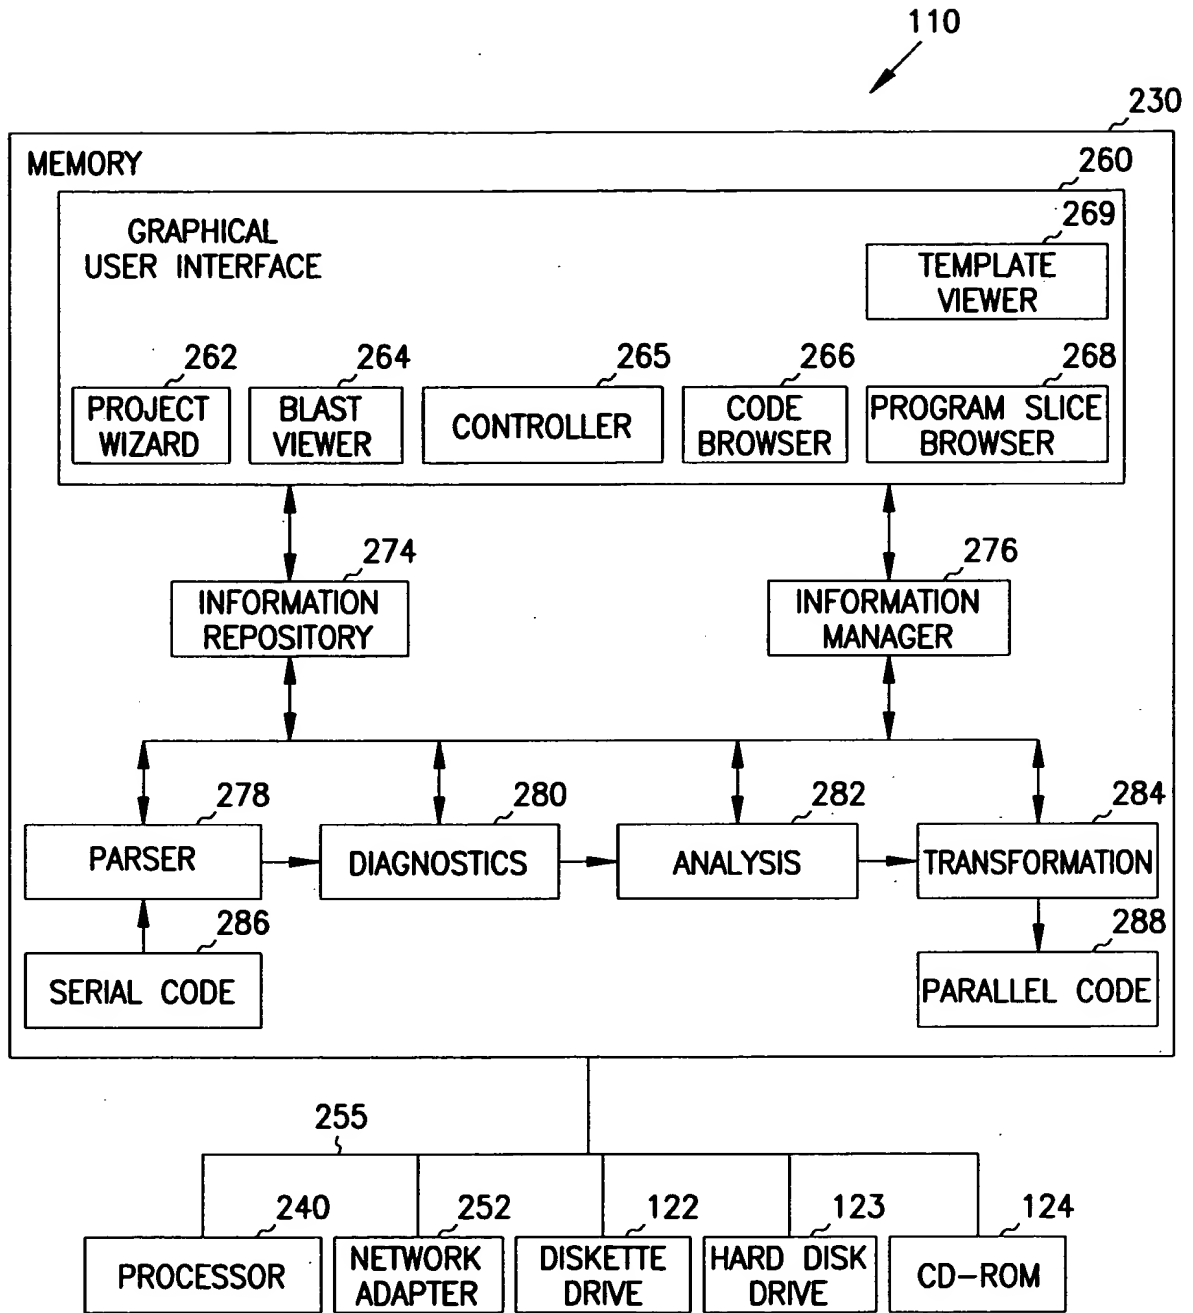 110
230
MEMORY
260
GRAPHICAL
USER INTERFACE
269
TEMPLATE
VIEWER
262
264
265
266
268
PROJECT
WIZARD
BLAST
VIEWER
CONTROLLER
CODE
BROWSER
PROGRAM SLICE
BROWSER
274
276
INFORMATION
REPOSITORY
INFORMATION
MANAGER
278
280
282
284
PARSER
DIAGNOSTICS
ANALYSIS
TRANSFORMATION
286
288
SERIAL CODE
PARALLEL CODE
255
240
252
122
123
124
PROCESSOR
NETWORK
ADAPTER
DISKETTE
DRIVE
HARD DISK
DRIVE
CD-ROM